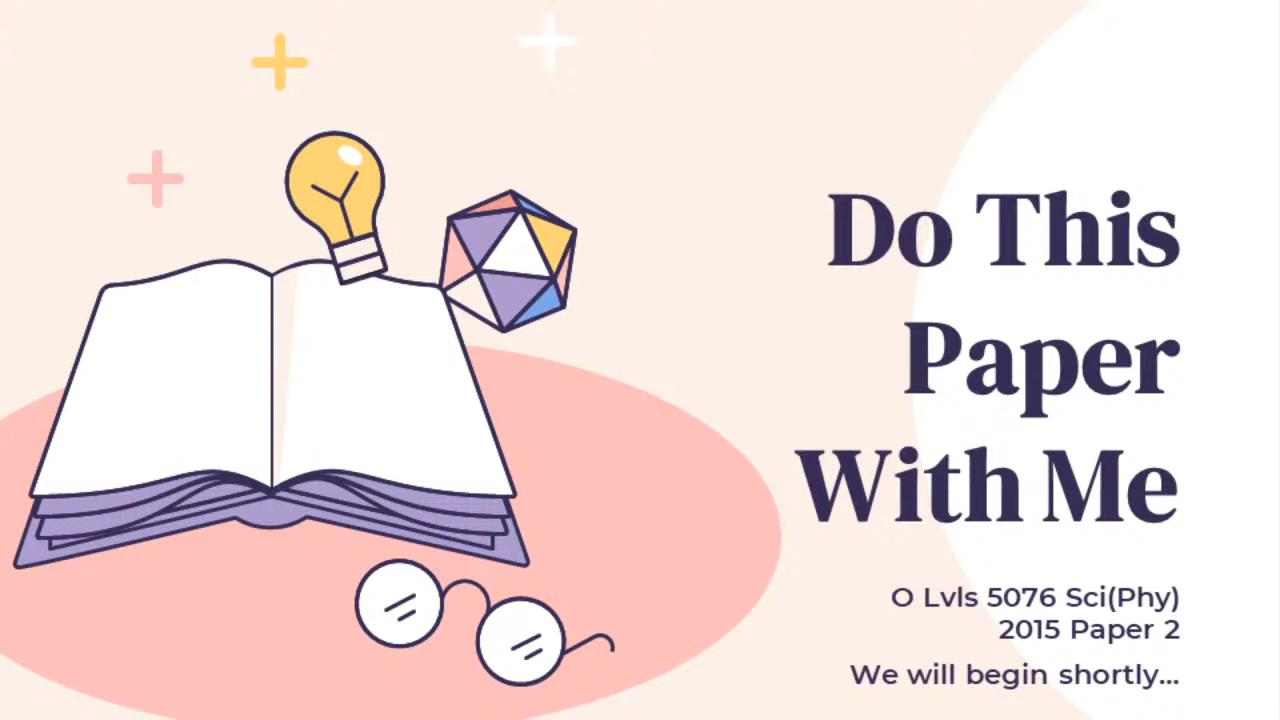 Do This
Paper
With Me
O Lvls 5076 Sci(Phy)
2015 Paper 2
We will begin shortly...